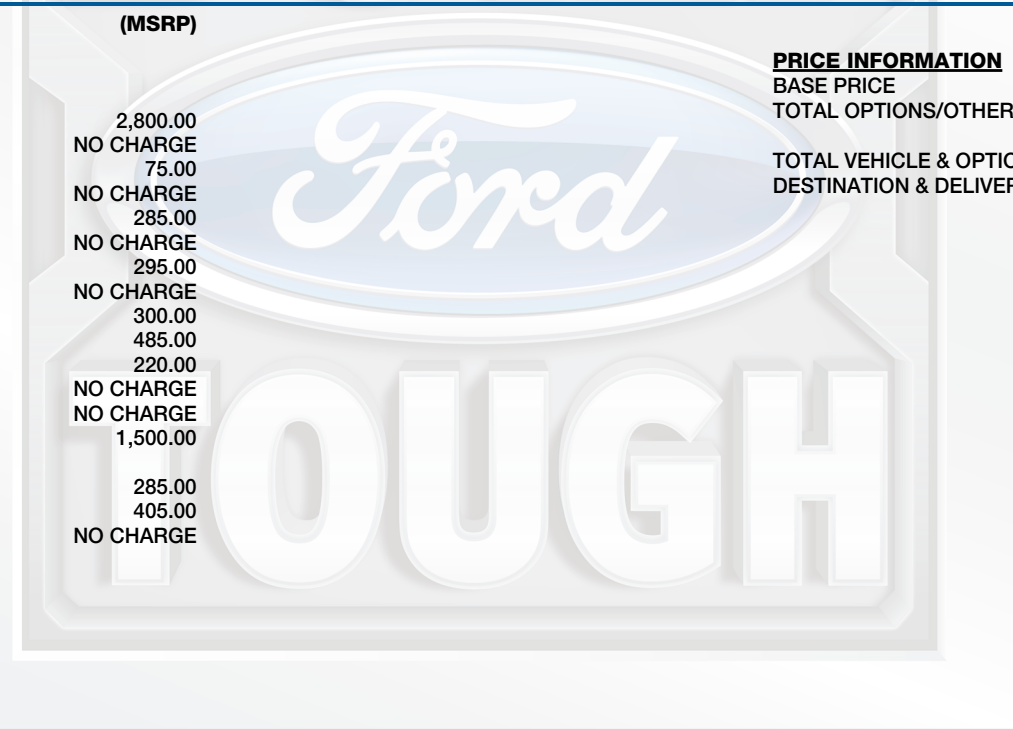 (MSRP)
2,800.00
NO CHARGE
75.00
NO CHARGE
285.00
NO CHARGE
295.00
NO CHARGE
300.00
485.00
220.00
NO CHARGE
NO CHARGE
1,500.00
285.00
405.00
NO CHARGE
PRICE INFORMATION
BASE PRICE
TOTAL OPTIONS/OTHER
TOTAL VEHICLE & OPTIO
DESTINATION & DELIVER
Ford
TOUGH